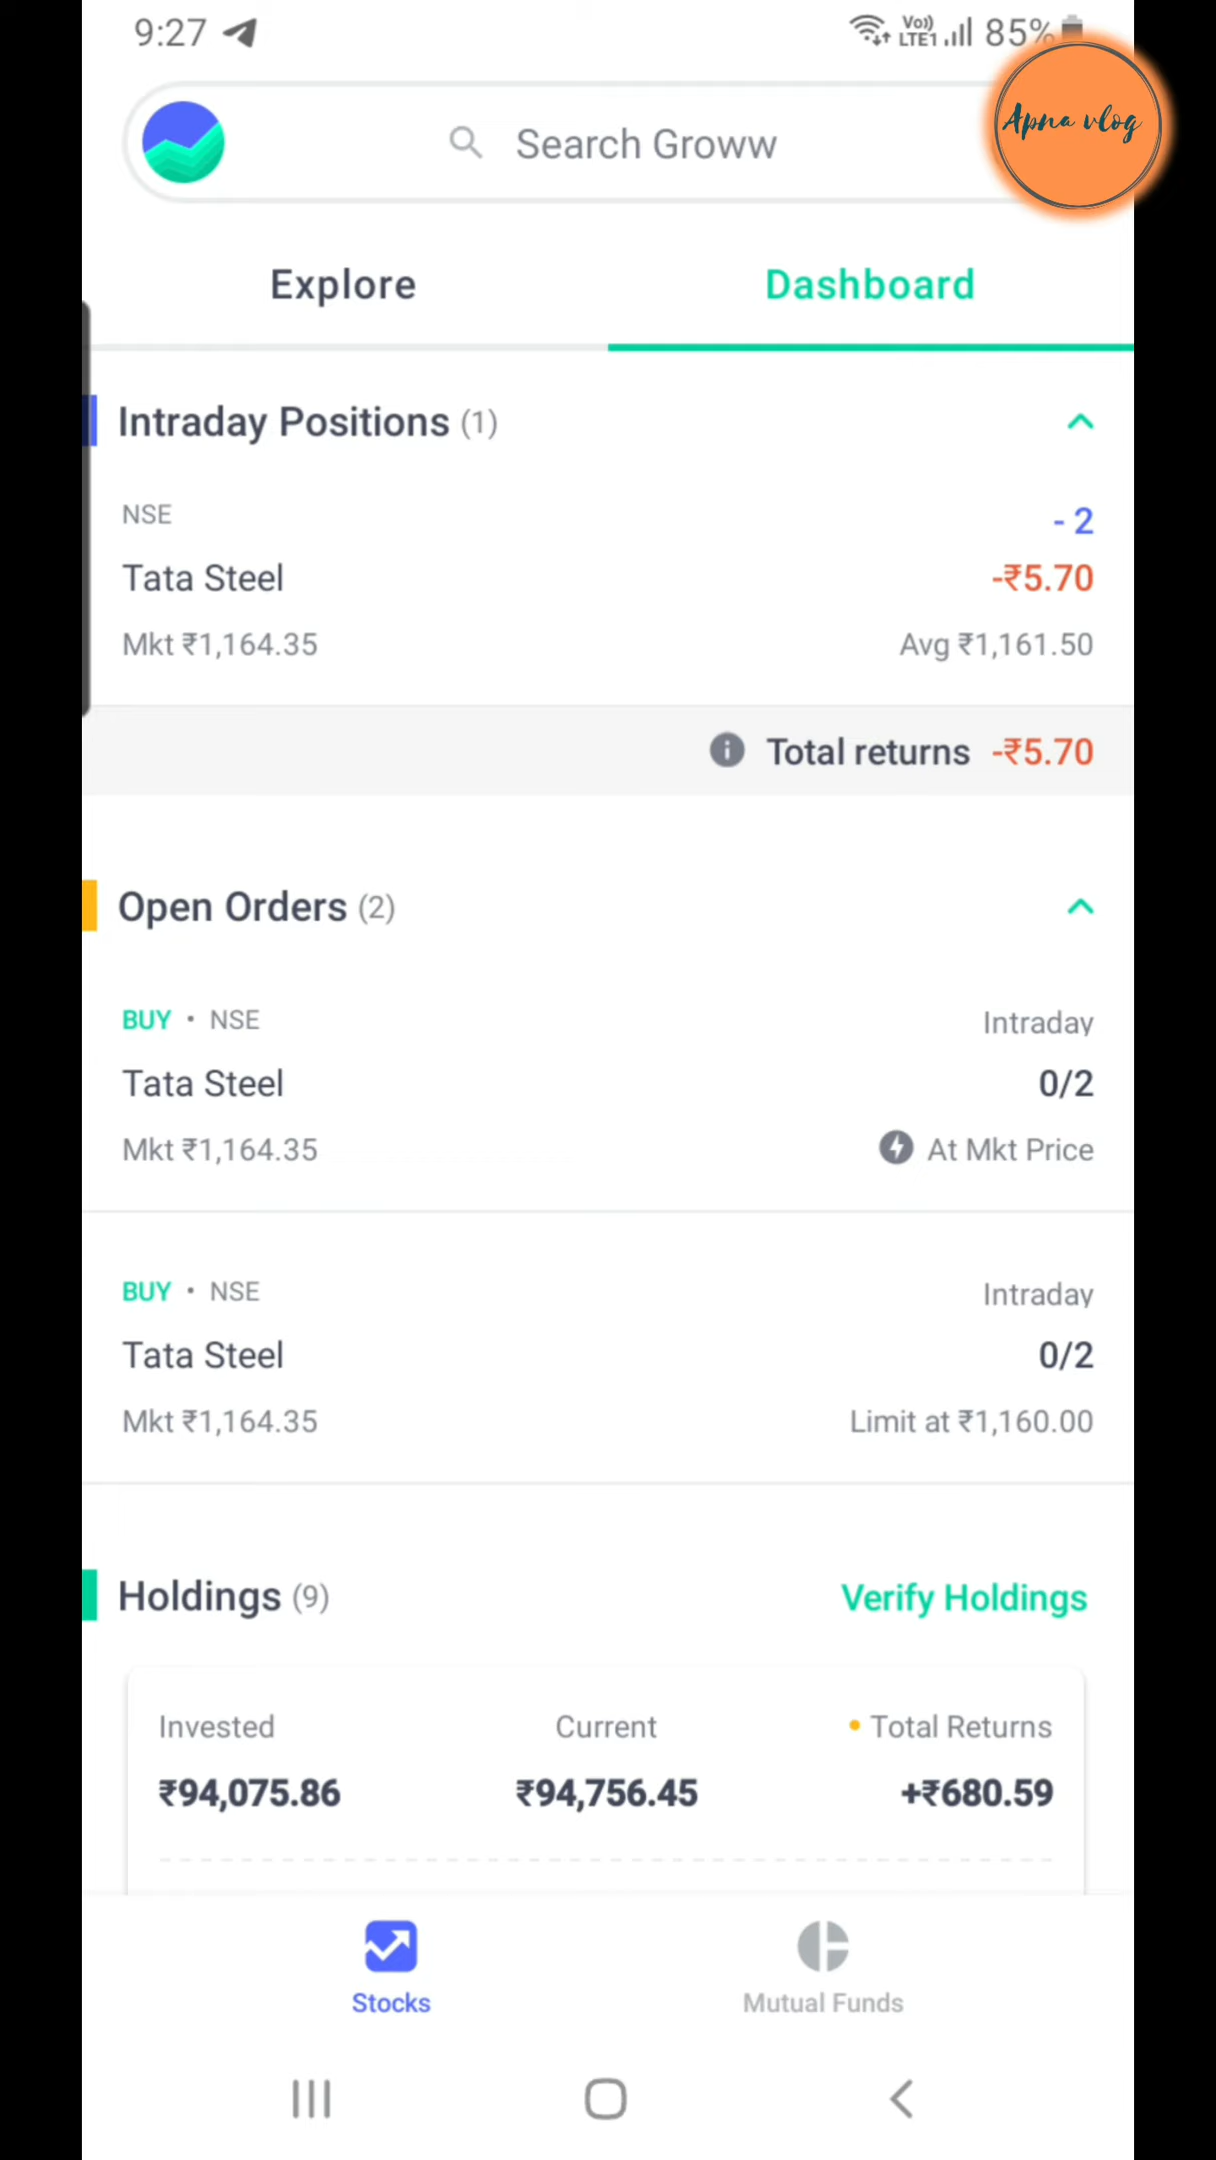 9:27
Vo))
LTE1
85%
Apna vlog
Search Groww
Explore
Dashboard
Intraday Positions (1)
NSE
- 2
Tata Steel
-₹5.70
Mkt ₹1,164.35
Avg ₹1,161.50
Total returns -₹5.70
Open Orders (2)
BUY • NSE
Intraday
Tata Steel
0/2
Mkt ₹1,164.35
At Mkt Price
BUY • NSE
Intraday
Tata Steel
0/2
Mkt ₹1,164.35
Limit at ₹1,160.00
Holdings (9)
Verify Holdings
Invested
Current
Total Returns
₹94,075.86
₹94,756.45
+₹680.59
Stocks
Mutual Funds